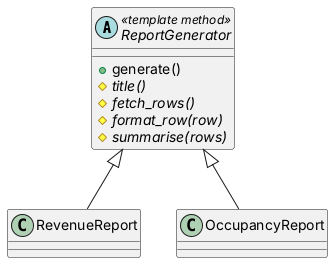 A
«template method»
ReportGenerator
generate()
title()
fetch_rows()
format_row(row)
summarise(rows)
C RevenueReport
C OccupancyReport